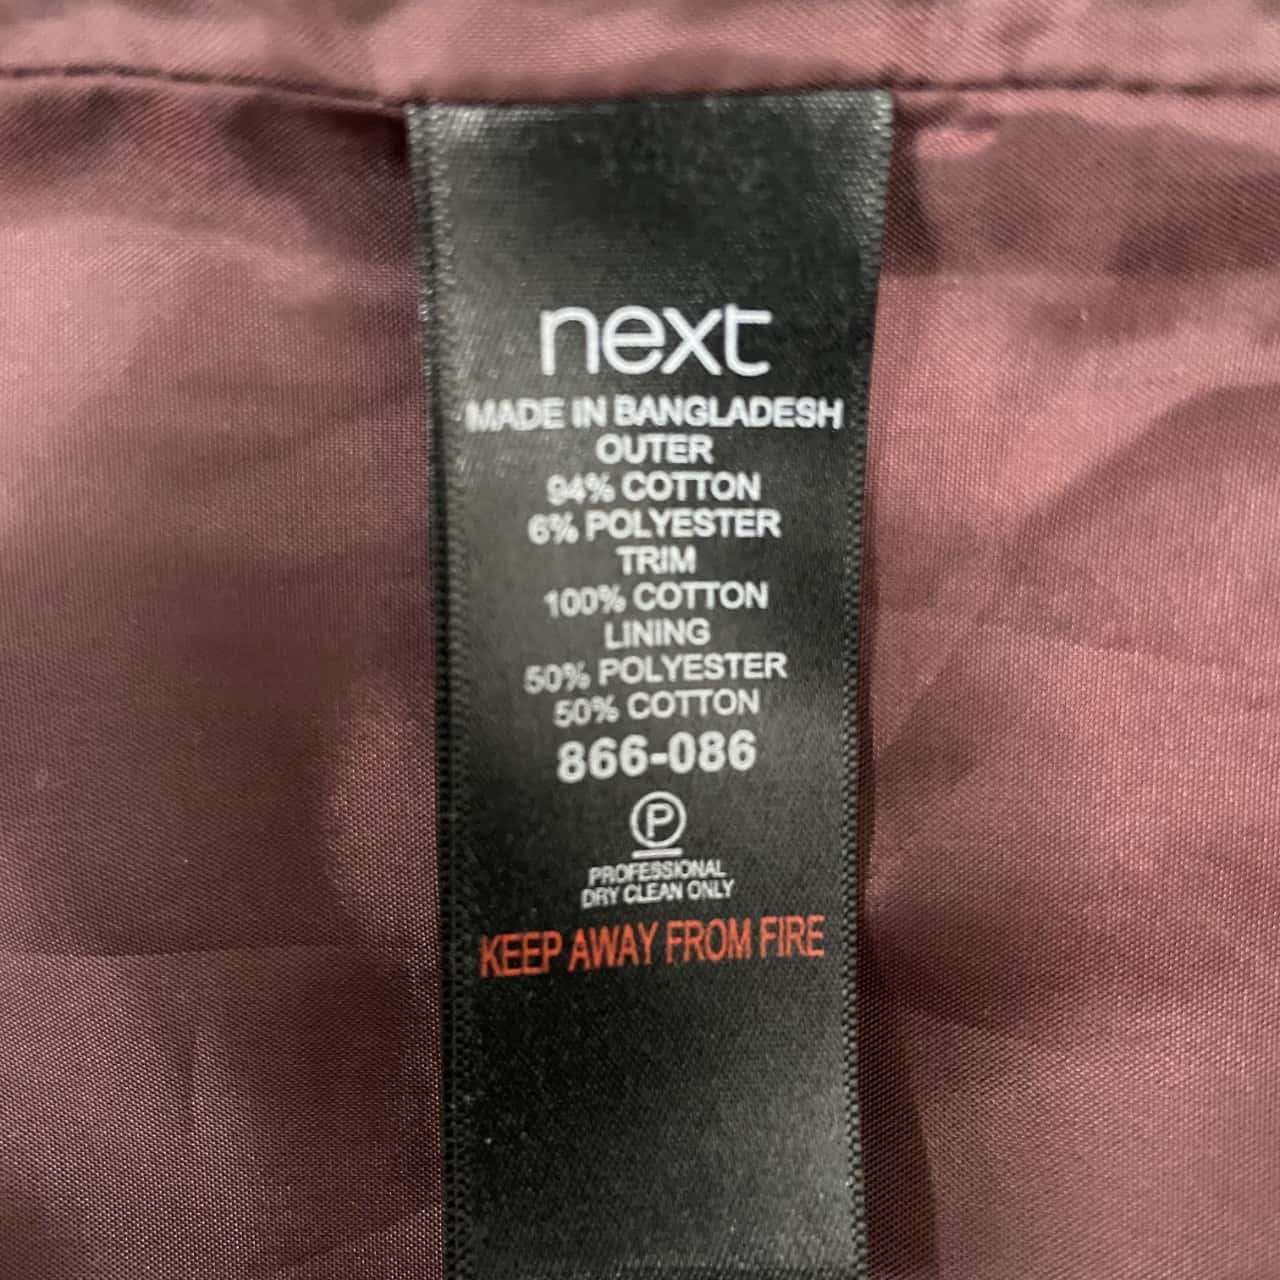 next
MADE IN BANGLADESH
OUTER
94% COTTON
6% POLYESTER
TRIM
100% COTTON
LINING
50% POLYESTER
50% COTTON
866-086
P
PROFESSIONAL
DRY CLEAN ONLY
KEEP AWAY FROM FIRE